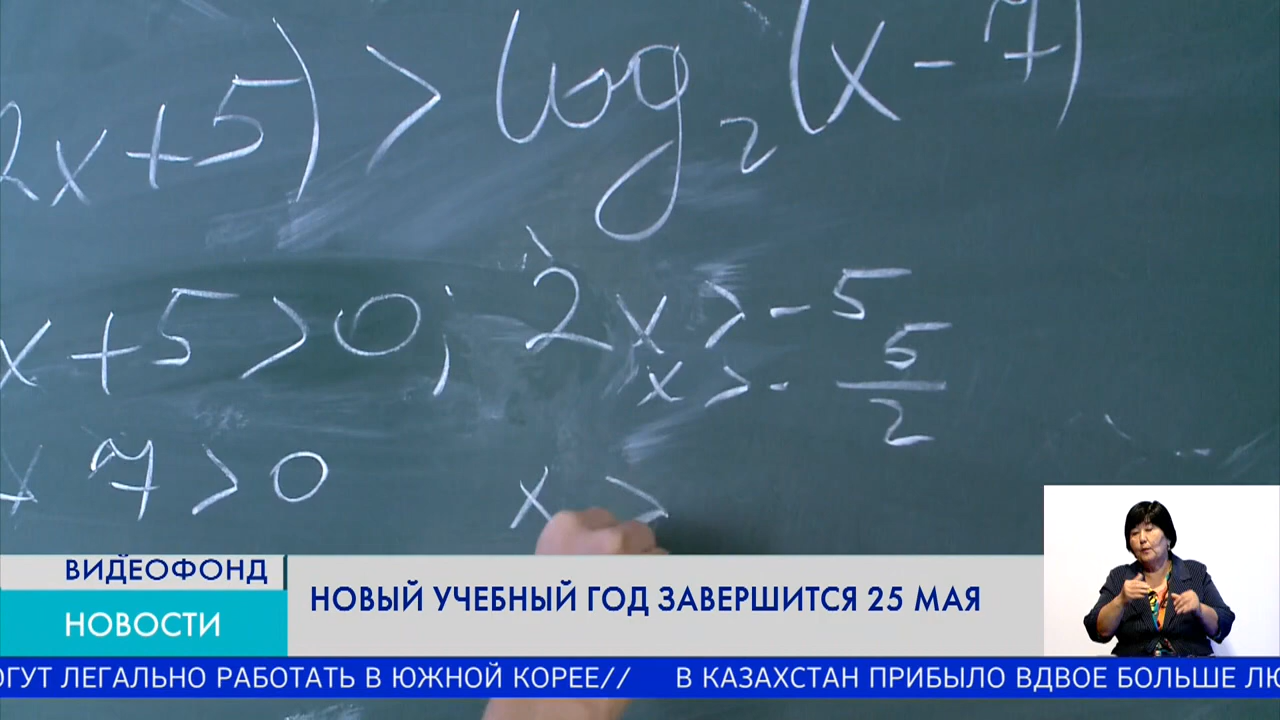 2x+5) > log₂(x-7)
x+5>0; 2x>-5
x>-5/2
x 7>0 x >
ВИДЕОФОНД
НОВОСТИ
НОВЫЙ УЧЕБНЫЙ ГОД ЗАВЕРШИТСЯ 25 МАЯ
ОГУТ ЛЕГАЛЬНО РАБОТАТЬ В ЮЖНОЙ КОРЕЕ// В КАЗАХСТАН ПРИБЫЛО ВДВОЕ БОЛЬШЕ ЛЮ